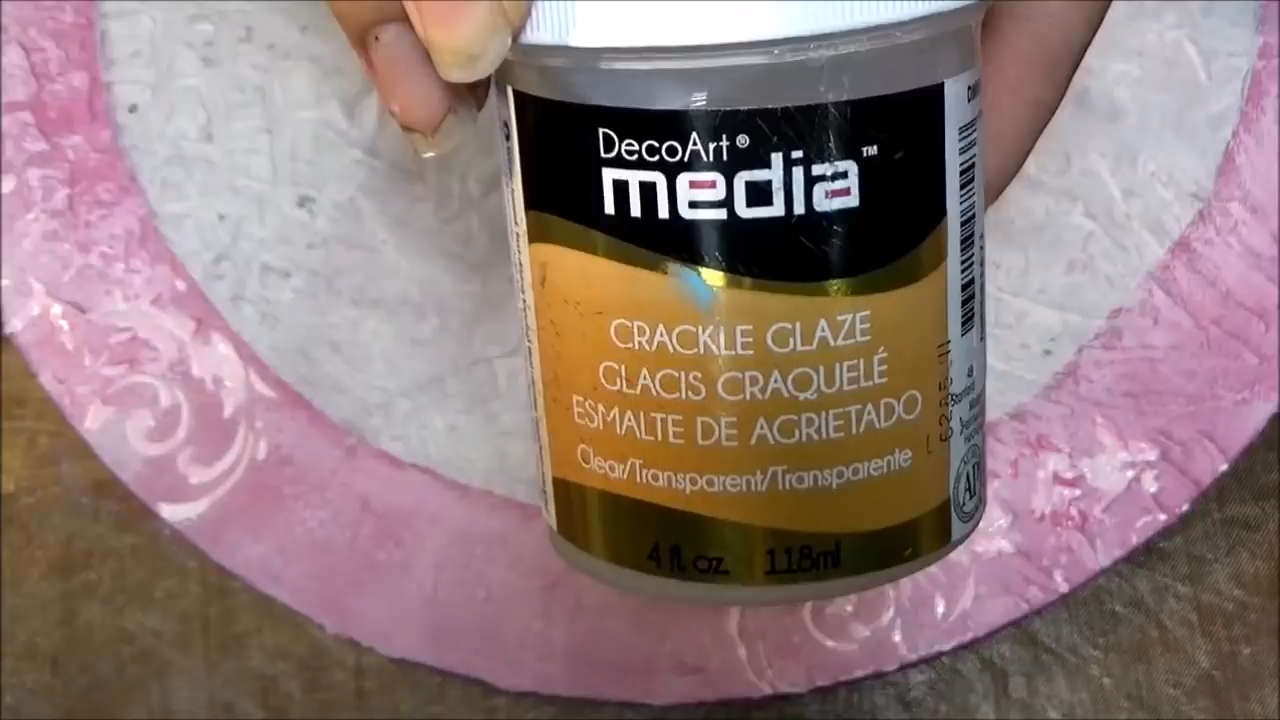 DecoArt®
media™
CRACKLE GLAZE
GLACIS CRAQUELÉ
ESMALTE DE AGRIETADO
Clear/Transparent/Transparente
4 fl. oz. 118ml